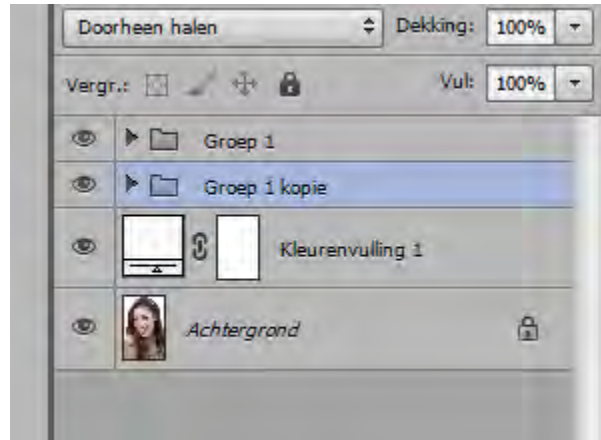 Doorheen halen Dekking: 100%
Vergr.: Vul: 100%
Groep 1
Groep 1 kopie
Kleurenvulling 1
Achtergrond